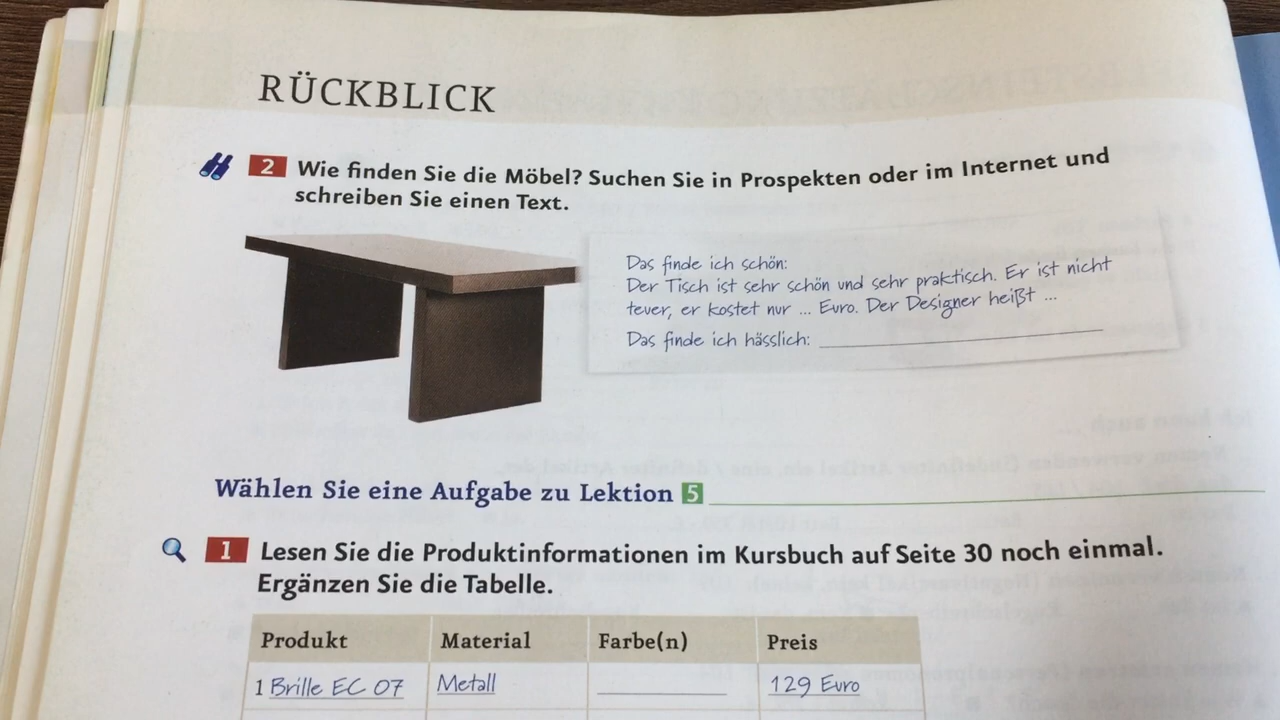 RÜCKBLICK
2 Wie finden Sie die Möbel? Suchen Sie in Prospekten oder im Internet und
schreiben Sie einen Text.
Das finde ich schön:
Der Tisch ist sehr schön und sehr praktisch. Er ist nicht
teuer, er kostet nur ... Euro. Der Designer heißt ...
Das finde ich hässlich:
Wählen Sie eine Aufgabe zu Lektion 5
1 Lesen Sie die Produktinformationen im Kursbuch auf Seite 30 noch einmal.
Ergänzen Sie die Tabelle.
Produkt Material Farbe(n) Preis
1 Brille EC 07 Metall 129 Euro